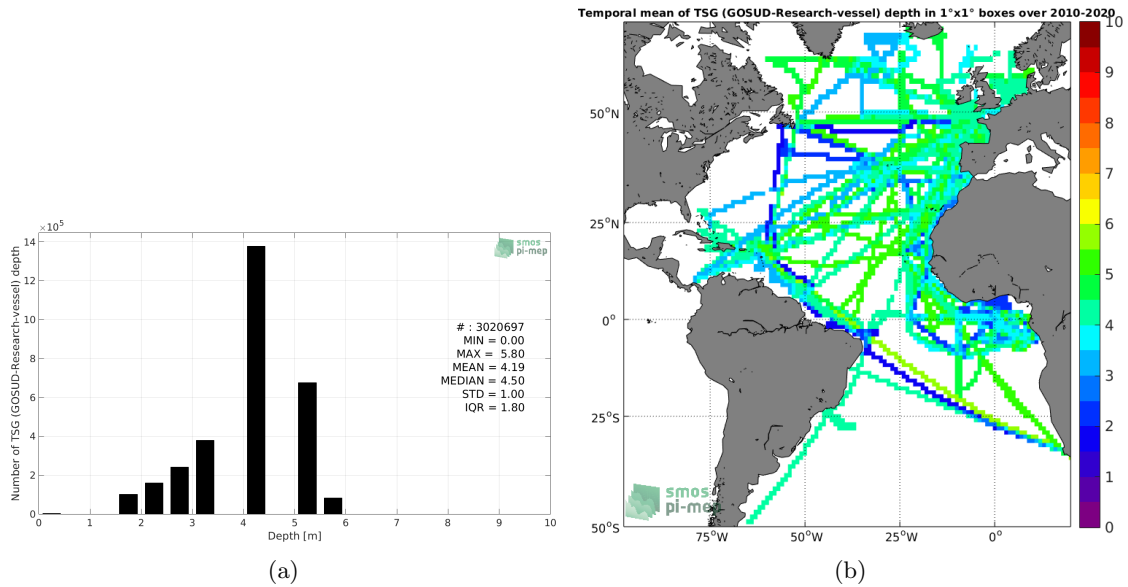 ×10⁵
14
12
10
8
6
4
2
0
Number of TSG (GOSUD-Research-vessel) depth
smos
pi-mep
# : 3020697
MIN = 0.00
MAX = 5.80
MEAN = 4.19
MEDIAN = 4.50
STD = 1.00
IQR = 1.80
0 1 2 3 4 5 6 7 8 9 10
Depth [m]
(a)
Temporal mean of TSG (GOSUD-Research-vessel) depth in 1°x1° boxes over 2010-2020
50°N
25°N
0°
25°S
50°S
75°W 50°W 25°W 0°
smos
pi-mep
10
9
8
7
6
5
4
3
2
1
0
(b)